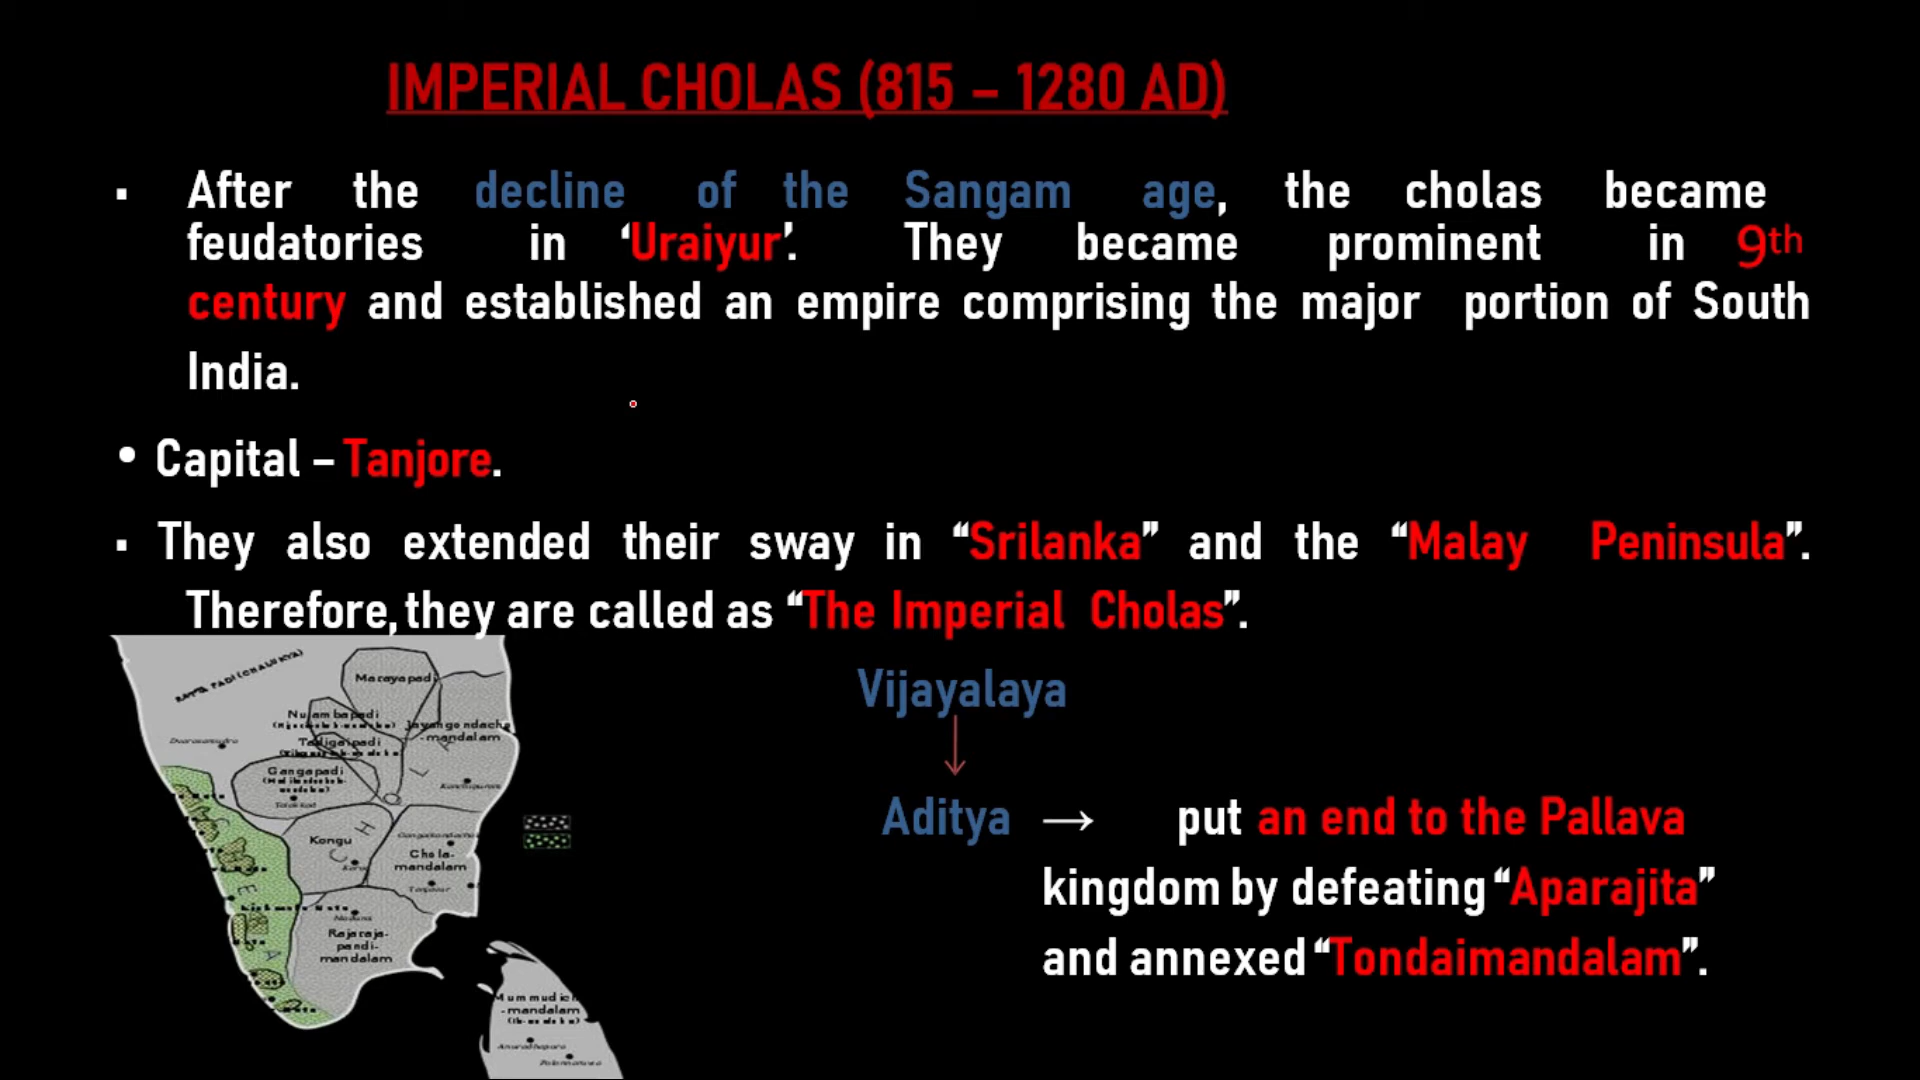 IMPERIAL CHOLAS (815 – 1280 AD)
▪ After the decline of the Sangam age, the cholas became
feudatories in ‘Uraiyur’. They became prominent in 9th
century and established an empire comprising the major portion of South
India.
• Capital – Tanjore.
▪ They also extended their sway in “Srilanka” and the “Malay Peninsula”.
Therefore, they are called as “The Imperial Cholas”.
Vijayalaya
Aditya → put an end to the Pallava
kingdom by defeating “Aparajita”
and annexed “Tondaimandalam”.
Marayapadi
Nulambapadi
Jayangondachola
-mandalam
Tadigaipadi
Gangapadi
Talakkad
Kongu
Chola-
mandalam
Madurai
Rajaraja-
pandi-
mandalam
-mandalam
Anuradhapura